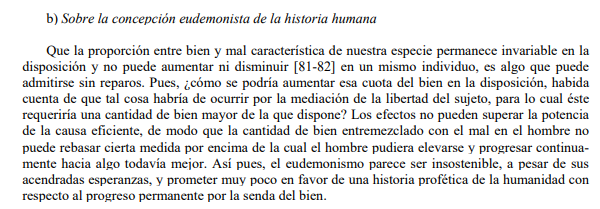 b) Sobre la concepción eudemonista de la historia humana
Que la proporción entre bien y mal característica de nuestra especie permanece invariable en la
disposición y no puede aumentar ni disminuir [81-82] en un mismo individuo, es algo que puede
admitirse sin reparos. Pues, ¿cómo se podría aumentar esa cuota del bien en la disposición, habida
cuenta de que tal cosa habría de ocurrir por la mediación de la libertad del sujeto, para lo cual éste
requeriría una cantidad de bien mayor de la que dispone? Los efectos no pueden superar la potencia
de la causa eficiente, de modo que la cantidad de bien entremezclado con el mal en el hombre no
puede rebasar cierta medida por encima de la cual el hombre pudiera elevarse y progresar continua-
mente hacia algo todavía mejor. Así pues, el eudemonismo parece ser insostenible, a pesar de sus
acendradas esperanzas, y prometer muy poco en favor de una historia profética de la humanidad con
respecto al progreso permanente por la senda del bien.